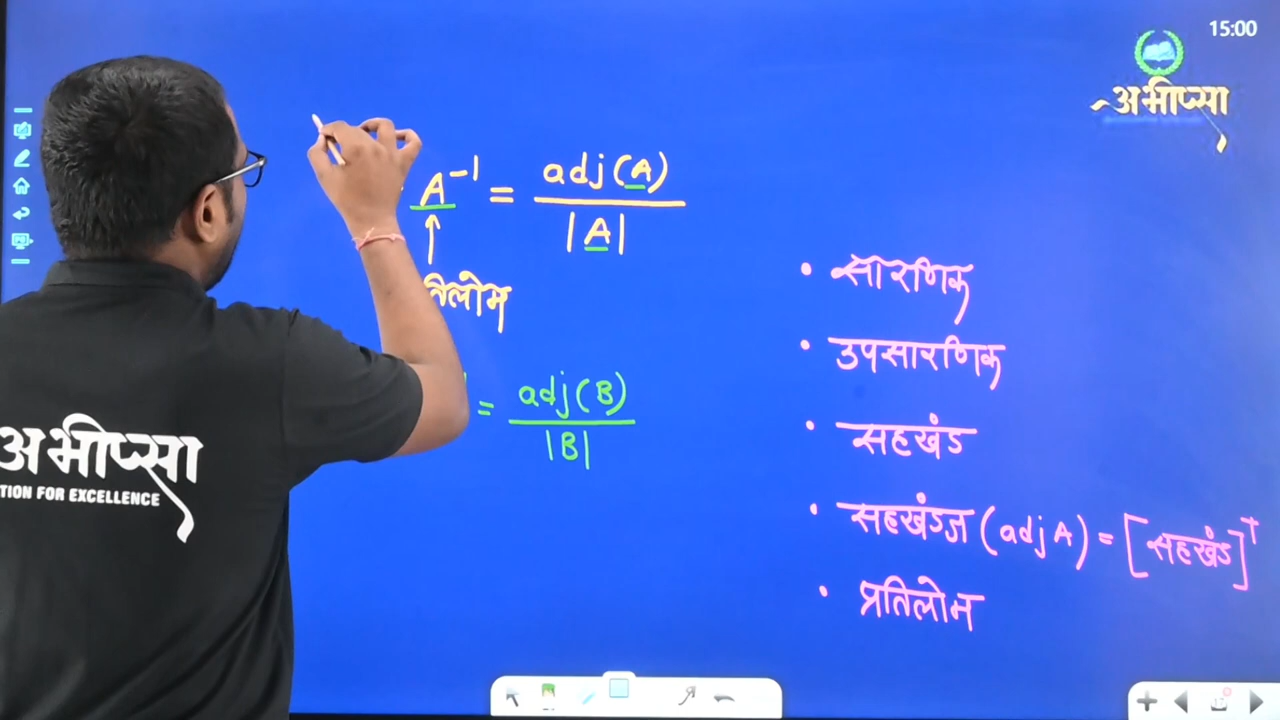 15:00
अभीप्सा
A⁻¹ = adj(A) / |A|
तिलोम
= adj(B) / |B|
• सारणिक
• उपसारणिक
• सहखंड
• सहखंडज (adj A) = [सहखंड]ᵀ
• प्रतिलोम
अभीप्सा
TION FOR EXCELLENCE